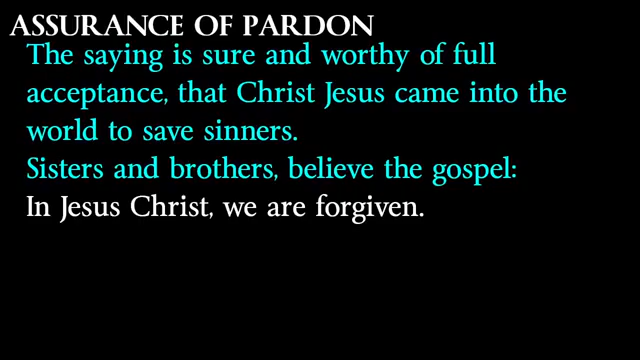 ASSURANCE OF PARDON
The saying is sure and worthy of full
acceptance, that Christ Jesus came into the
world to save sinners.
Sisters and brothers, believe the gospel:
In Jesus Christ, we are forgiven.